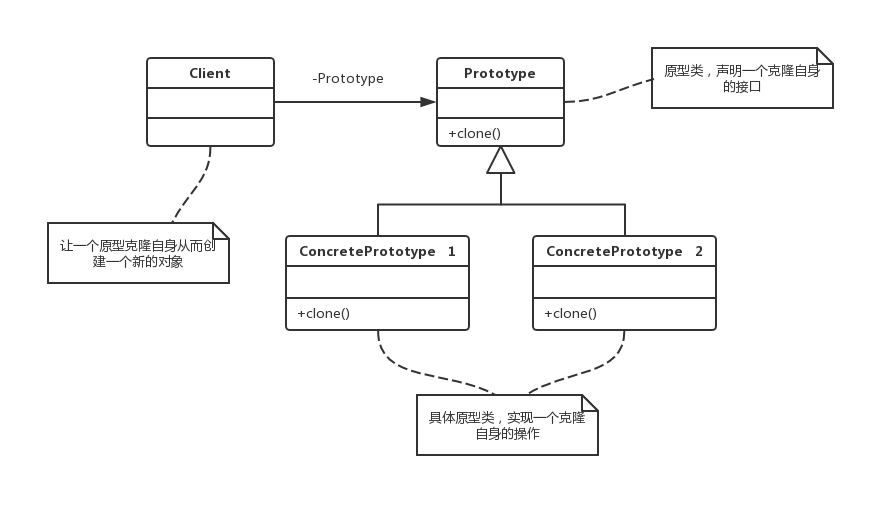 Client
-Prototype
Prototype
+clone()
原型类，声明一个克隆自身
的接口
让一个原型克隆自身从而创
建一个新的对象
ConcretePrototype 1
+clone()
ConcretePrototype 2
+clone()
具体原型类，实现一个克隆
自身的操作